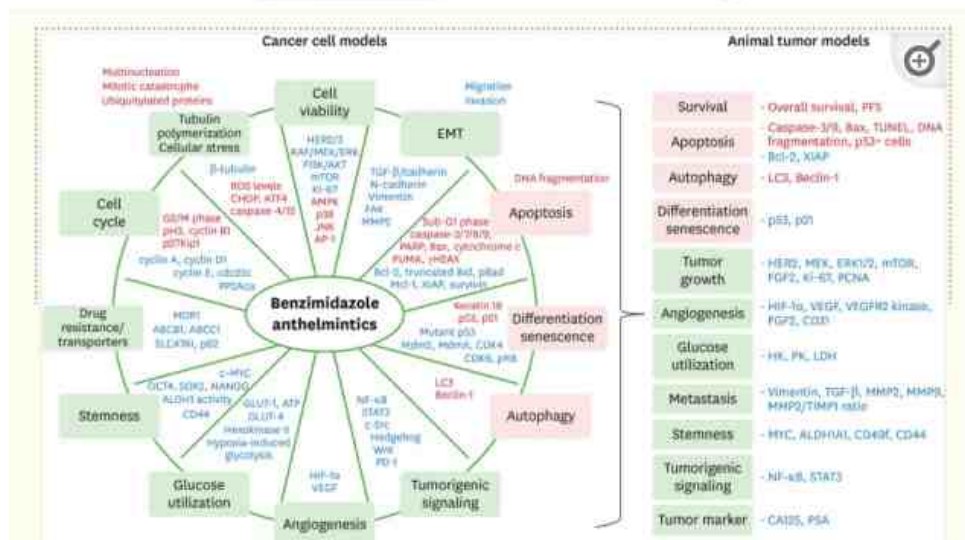 Cancer cell models
Animal tumor models
Multinucleation
Mitotic catastrophe
Ubiquitylated proteins
Cell
viability
Migration
Invasion
Tubulin
polymerization
Cellular stress
EMT
β-tubulin
ROS levels
CHOP, ATF4
caspase-4/12
HER2/3
RAF/MEK/ERK
PI3K/AKT
mTOR
Ki-67
AMPK
p38
JNK
AP-1
TGF-β/cadherin
N-cadherin
Vimentin
FAK
MMPs
DNA fragmentation
Cell
cycle
G2/M phase
pH3, cyclin B1
p27Kip1
cyclin A, cyclin D1
cyclin E, cdc25c
Apoptosis
Sub-G1 phase
caspase-3/7/8/9,
PARP, Bax, cytochrome c
PUMA, γH2AX
Bcl-2, truncated Bid, pBad
Mcl-1, XIAP, survivin
Benzimidazole
anthelmintics
Drug
resistance/
transporters
MDR1
ABCB1, ABCC1
Differentiation
senescence
p53, p21
Mutant p53
Mdm2, MdmX, CDK4
CDK6, pRB
Stemness
c-MYC
OCT4, SOX2, NANOG
ALDH1 activity
CD44
Autophagy
LC3
Beclin-1
Glucose
utilization
GLUT-1, ATP
GLUT-4
Hexokinase II
Hypoxia-induced
glycolysis
Angiogenesis
HIF-1α
VEGF
Tumorigenic
signaling
NF-κB
STAT3
c-Src
Hedgehog
Wnt
PD-1
Survival
- Overall survival, PFS
Apoptosis
- Caspase-3/9, Bax, TUNEL, DNA
fragmentation, p53+ cells
- Bcl-2, XIAP
Autophagy
- LC3, Beclin-1
Differentiation
senescence
- p53, p21
Tumor
growth
- HER2, MEK, ERK1/2, mTOR,
FGF2, Ki-67, PCNA
Angiogenesis
- HIF-1α, VEGF, VEGFR2 kinase,
FGF2, CD31
Glucose
utilization
- HK, PK, LDH
Metastasis
- Vimentin, TGF-β, MMP2, MMP9,
MMP2/TIMP1 ratio
Stemness
- MYC, ALDH1A1, CD49f, CD44
Tumorigenic
signaling
- NF-κB, STAT3
Tumor marker
- CA125, PSA